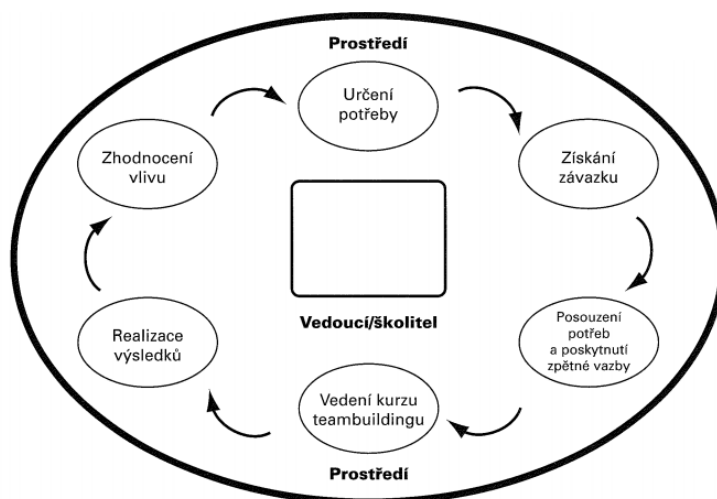 Prostředí
Určení
potřeby
Získání
závazku
Posouzení
potřeb
a poskytnutí
zpětné vazby
Vedení kurzu
teambuildingu
Realizace
výsledků
Zhodnocení
vlivu
Vedoucí/školitel
Prostředí